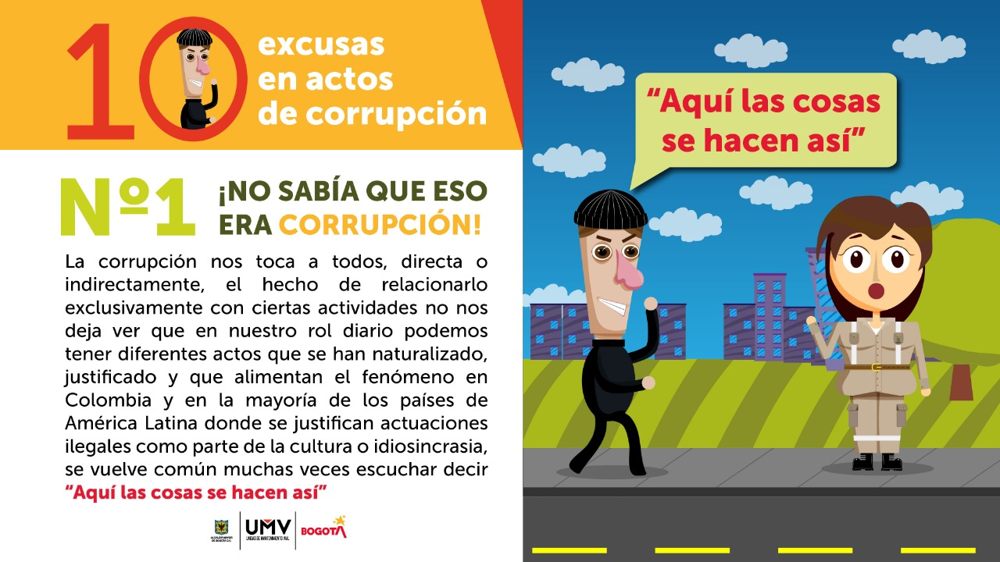 10 excusas
en actos
de corrupción
Nº1 ¡NO SABÍA QUE ESO
ERA CORRUPCIÓN!
La corrupción nos toca a todos, directa o
indirectamente, el hecho de relacionarlo
exclusivamente con ciertas actividades no nos
deja ver que en nuestro rol diario podemos
tener diferentes actos que se han naturalizado,
justificado y que alimentan el fenómeno en
Colombia y en la mayoría de los países de
América Latina donde se justifican actuaciones
ilegales como parte de la cultura o idiosincrasia,
se vuelve común muchas veces escuchar decir
“Aquí las cosas se hacen así”
ALCALDÍA MAYOR
DE BOGOTÁ D.C.
UMV
UNIDAD DE MANTENIMIENTO VIAL
BOGOTÁ
“Aquí las cosas
se hacen así”